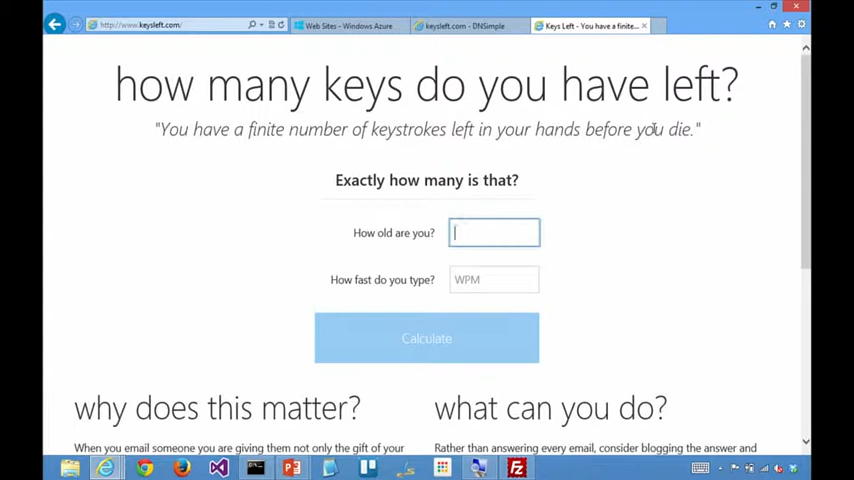 http://www.keysleft.com/
Web Sites - Windows Azure
keysleft.com - DNSimple
Keys Left - You have a finite...
how many keys do you have left?
"You have a finite number of keystrokes left in your hands before you die."
Exactly how many is that?
How old are you?
How fast do you type?
WPM
Calculate
why does this matter?
what can you do?
When you email someone you are giving them not only the gift of your
Rather than answering every email, consider blogging the answer and